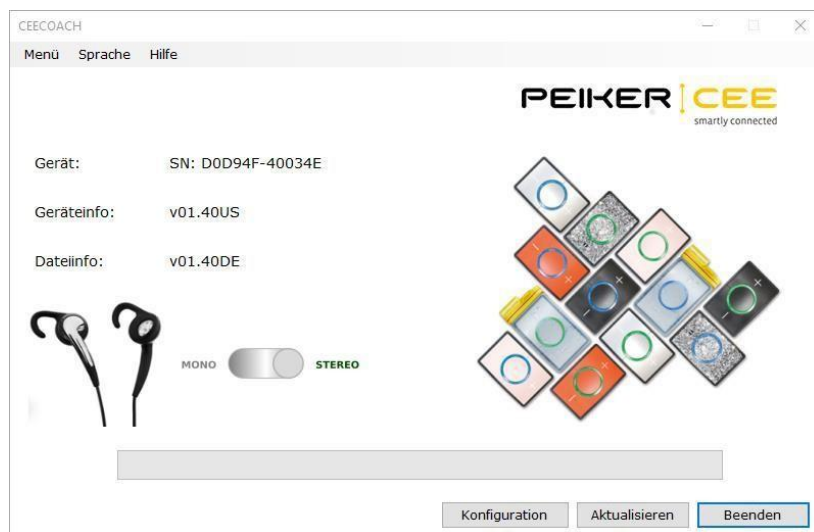 CEECOACH
Menü Sprache Hilfe
PEIKER CEE
smartly connected
Gerät: SN: D0D94F-40034E
Geräteinfo: v01.40US
Dateiinfo: v01.40DE
MONO STEREO
Konfiguration Aktualisieren Beenden